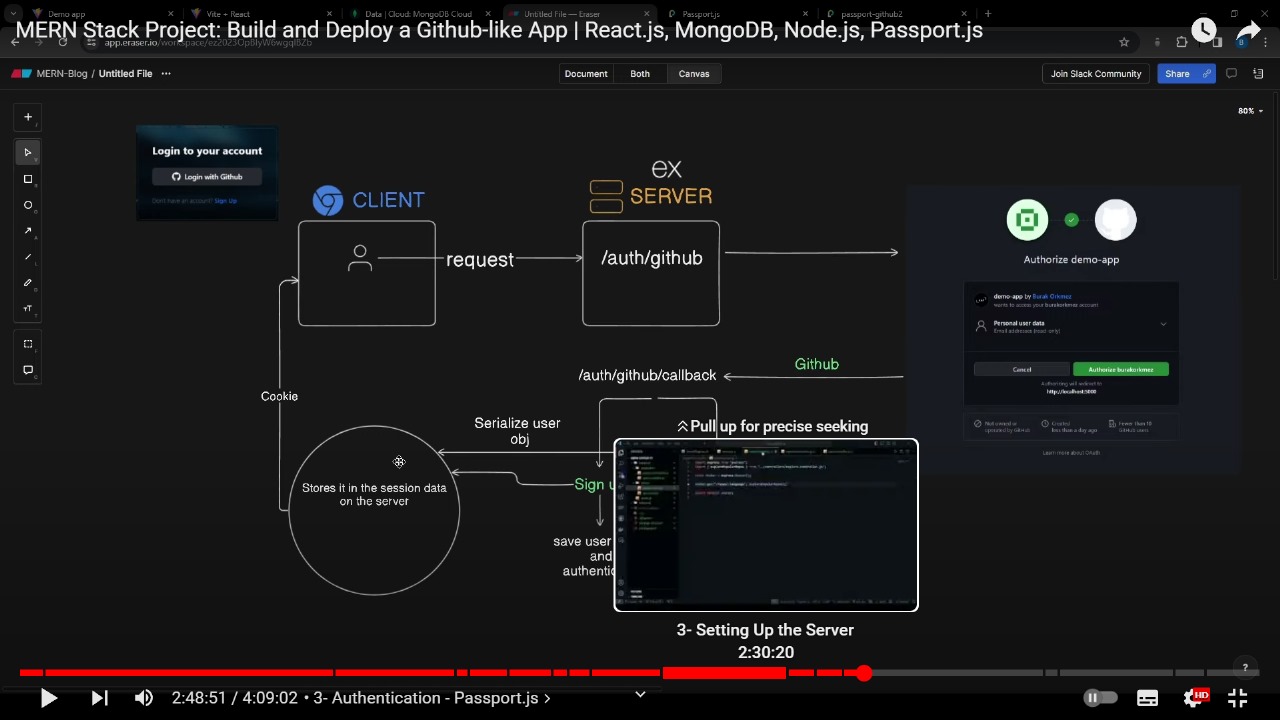 Demo app
Vite + React
Data | Cloud: MongoDB Cloud
Untitled File — Eraser
Passport.js
passport-github2
MERN Stack Project: Build and Deploy a Github-like App | React.js, MongoDB, Node.js, Passport.js
MERN-Blog / Untitled File
Document
Both
Canvas
Join Slack Community
Share
80%
Login to your account
Login with Github
Don't have an account? Sign Up
ex
CLIENT
SERVER
request
/auth/github
Authorize demo-app
demo-app by Burak Orkmez
wants to access your burakorkmez account
Personal user data
Email addresses (read-only)
Cancel
Authorize burakorkmez
Authorizing will redirect to
http://localhost:5000
Not owned or
operated by GitHub
Created
less than a day ago
Fewer than 10
GitHub users
Learn more about OAuth
Github
/auth/github/callback
Cookie
Serialize user
obj
Pull up for precise seeking
Stores it in the session data
on the server
Sign u
save user
and
authentic
3- Setting Up the Server
2:30:20
?
2:48:51 / 4:09:02 • 3- Authentication - Passport.js
HD